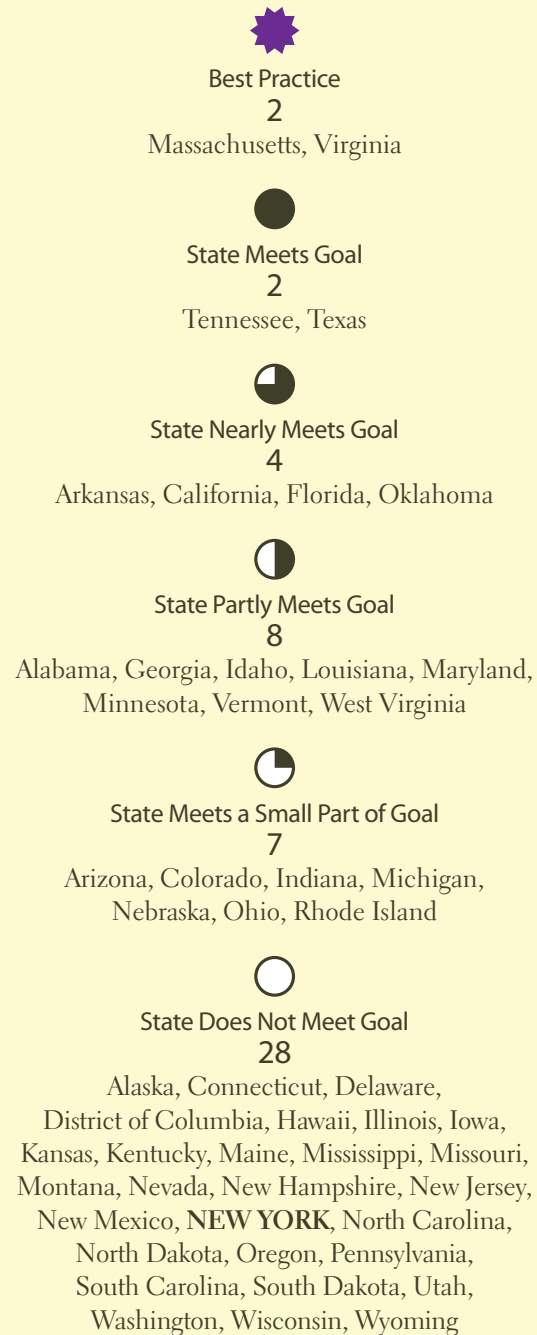 Best Practice
2
Massachusetts, Virginia
State Meets Goal
2
Tennessee, Texas
State Nearly Meets Goal
4
Arkansas, California, Florida, Oklahoma
State Partly Meets Goal
8
Alabama, Georgia, Idaho, Louisiana, Maryland,
Minnesota, Vermont, West Virginia
State Meets a Small Part of Goal
7
Arizona, Colorado, Indiana, Michigan,
Nebraska, Ohio, Rhode Island
State Does Not Meet Goal
28
Alaska, Connecticut, Delaware,
District of Columbia, Hawaii, Illinois, Iowa,
Kansas, Kentucky, Maine, Mississippi, Missouri,
Montana, Nevada, New Hampshire, New Jersey,
New Mexico, NEW YORK, North Carolina,
North Dakota, Oregon, Pennsylvania,
South Carolina, South Dakota, Utah,
Washington, Wisconsin, Wyoming